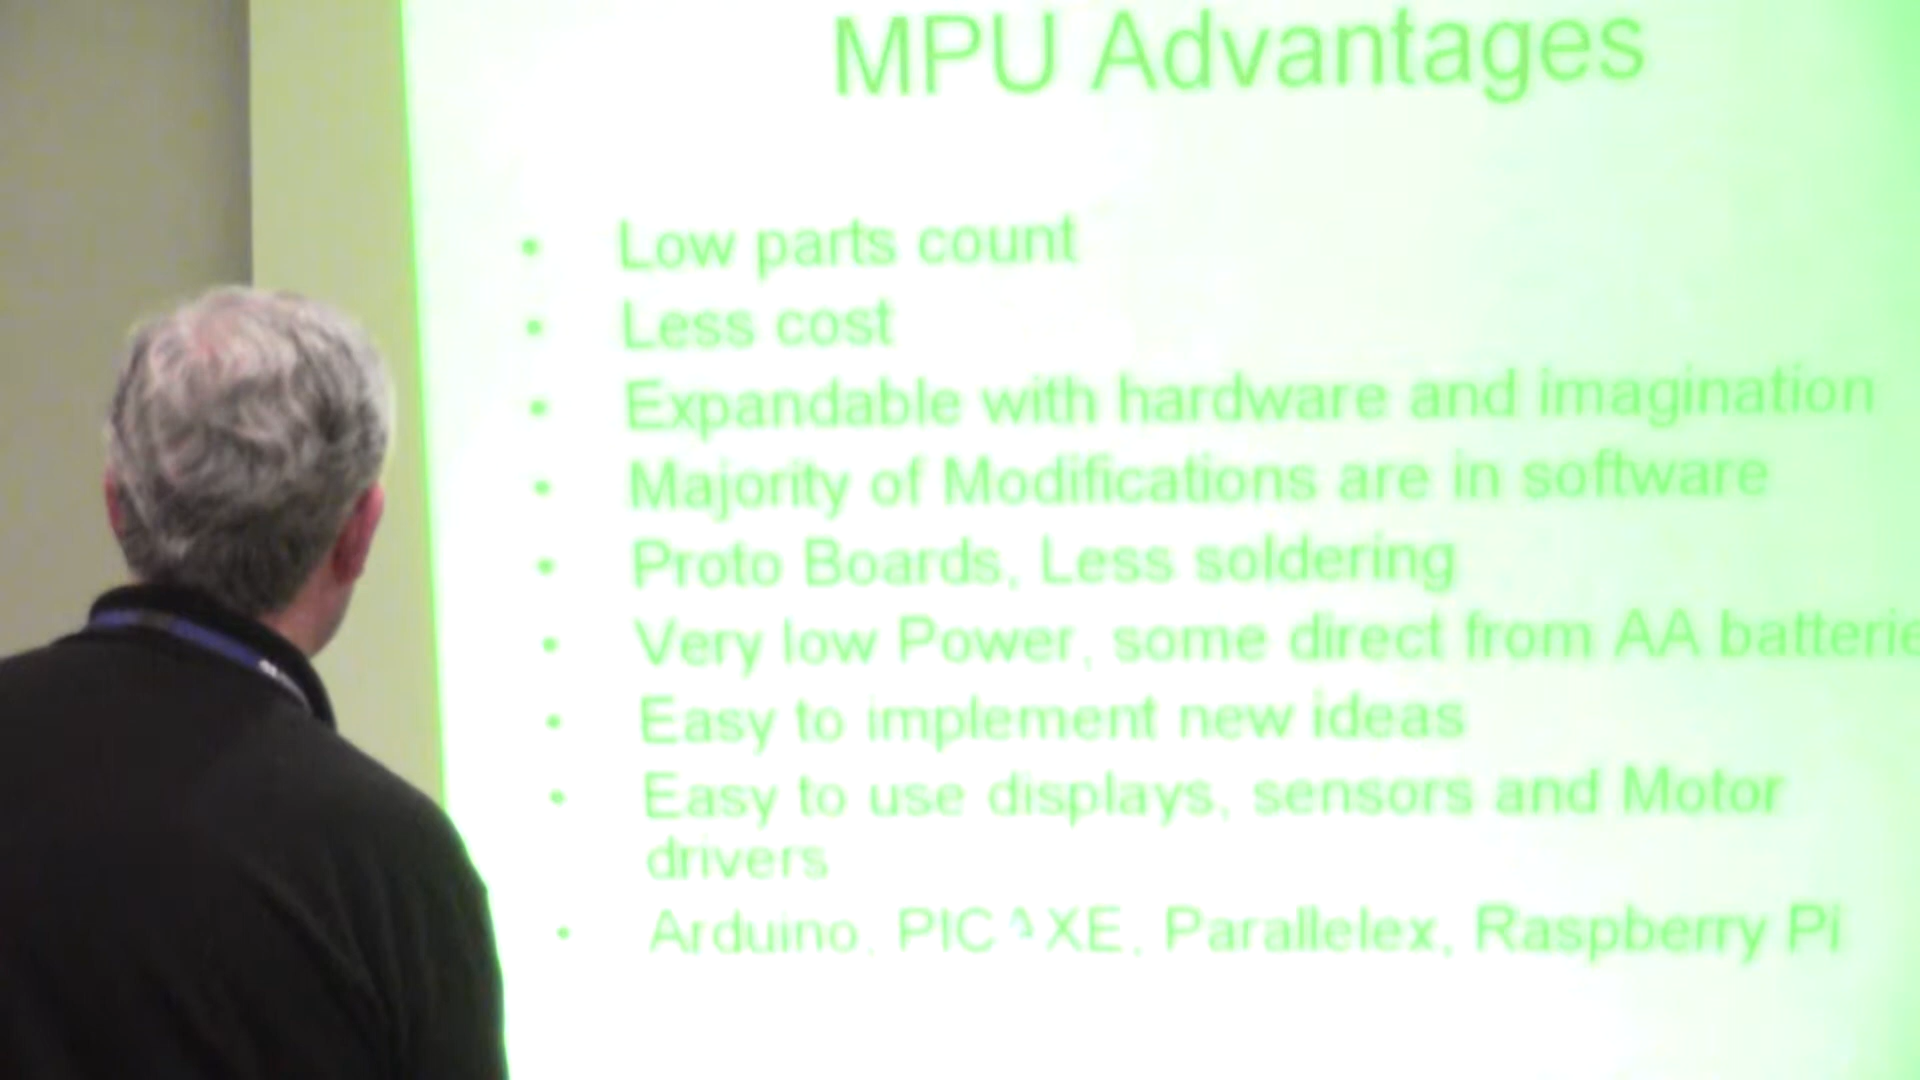 MPU Advantages
• Low parts count
• Less cost
• Expandable with hardware and imagination
• Majority of Modifications are in software
• Proto Boards, Less soldering
• Very low Power, some direct from AA batterie
• Easy to implement new ideas
• Easy to use displays, sensors and Motor
drivers
• Arduino, PICAXE, Parallelex, Raspberry Pi